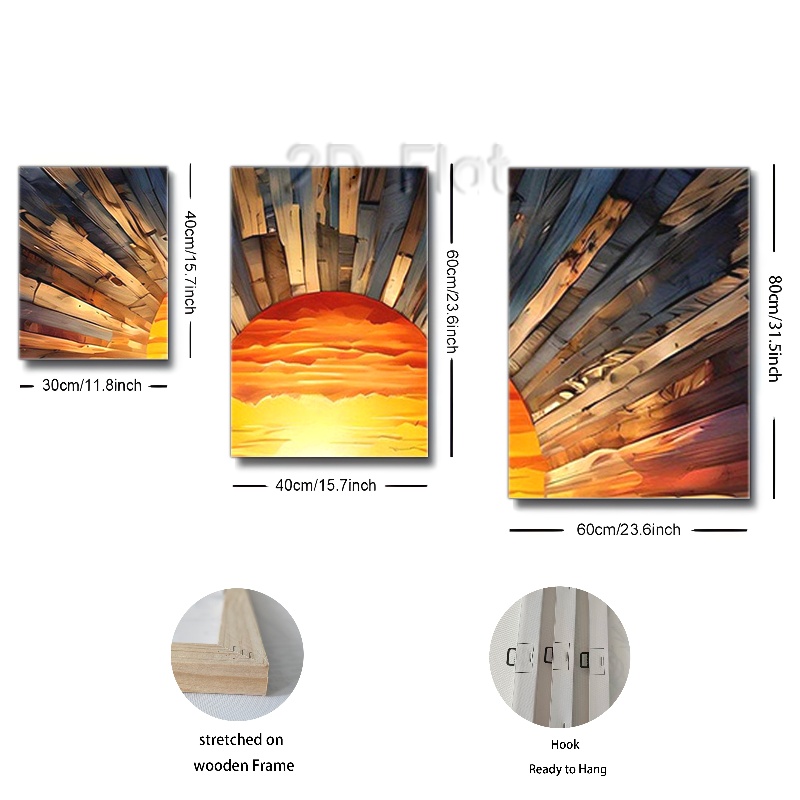 2D Flat
40cm/15.7inch
30cm/11.8inch
60cm/23.6inch
40cm/15.7inch
80cm/31.5inch
60cm/23.6inch
stretched on
wooden Frame
Hook
Ready to Hang